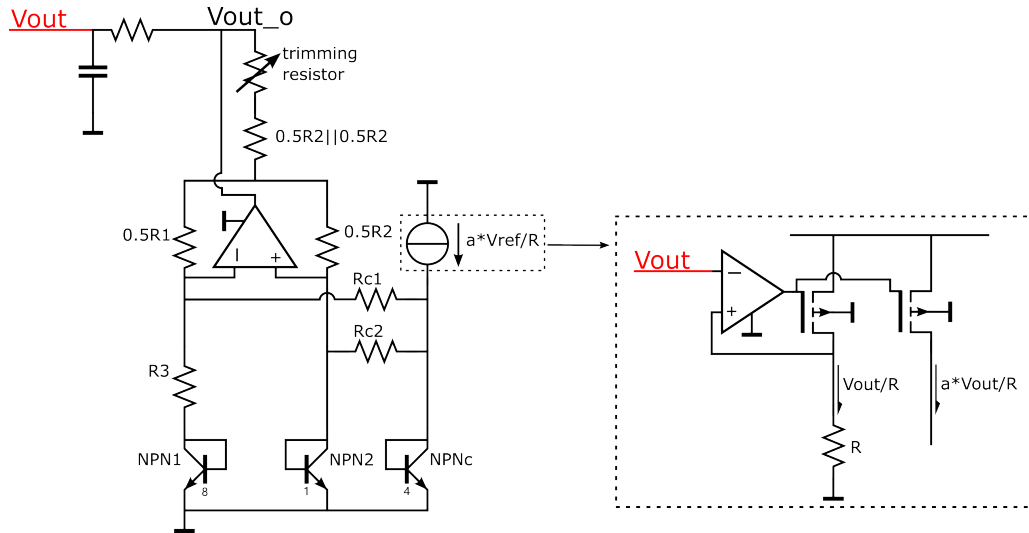 Vout
Vout_o
trimming
resistor
0.5R2||0.5R2
0.5R1
0.5R2
a*Vref/R
Rc1
Rc2
R3
NPN1
8
NPN2
1
NPNc
4
Vout
Vout/R
a*Vout/R
R